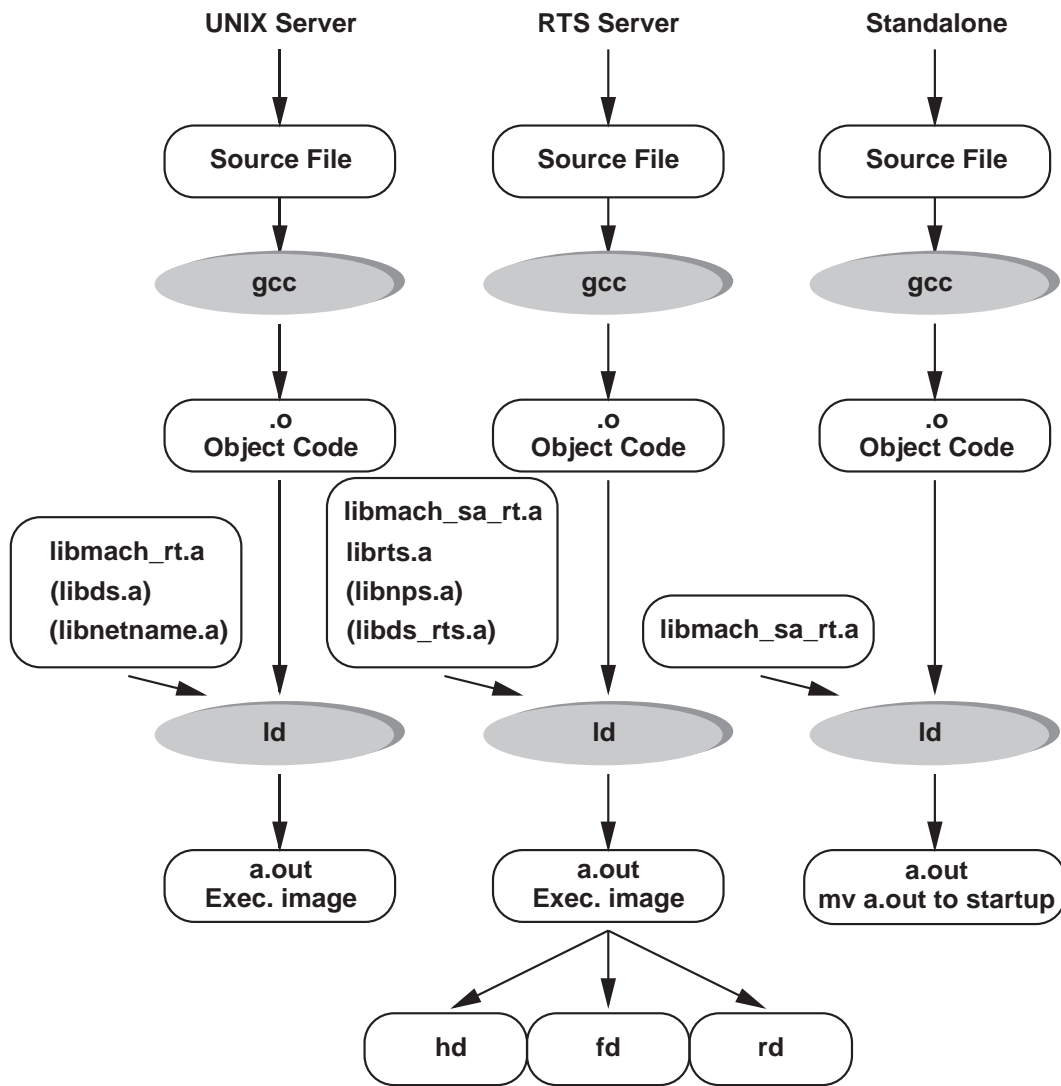 UNIX Server
RTS Server
Standalone
Source File
Source File
Source File
gcc
gcc
gcc
.o
Object Code
.o
Object Code
.o
Object Code
libmach_rt.a
(libds.a)
(libnetname.a)
libmach_sa_rt.a
librts.a
(libnps.a)
(libds_rts.a)
libmach_sa_rt.a
ld
ld
ld
a.out
Exec. image
a.out
Exec. image
a.out
mv a.out to startup
hd
fd
rd